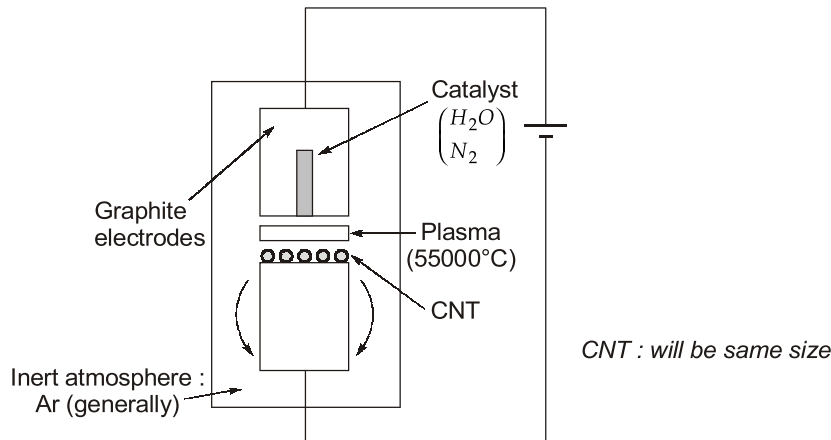 Catalyst
(H₂O
N₂)
Graphite
electrodes
Plasma
(55000°C)
CNT
CNT : will be same size
Inert atmosphere :
Ar (generally)